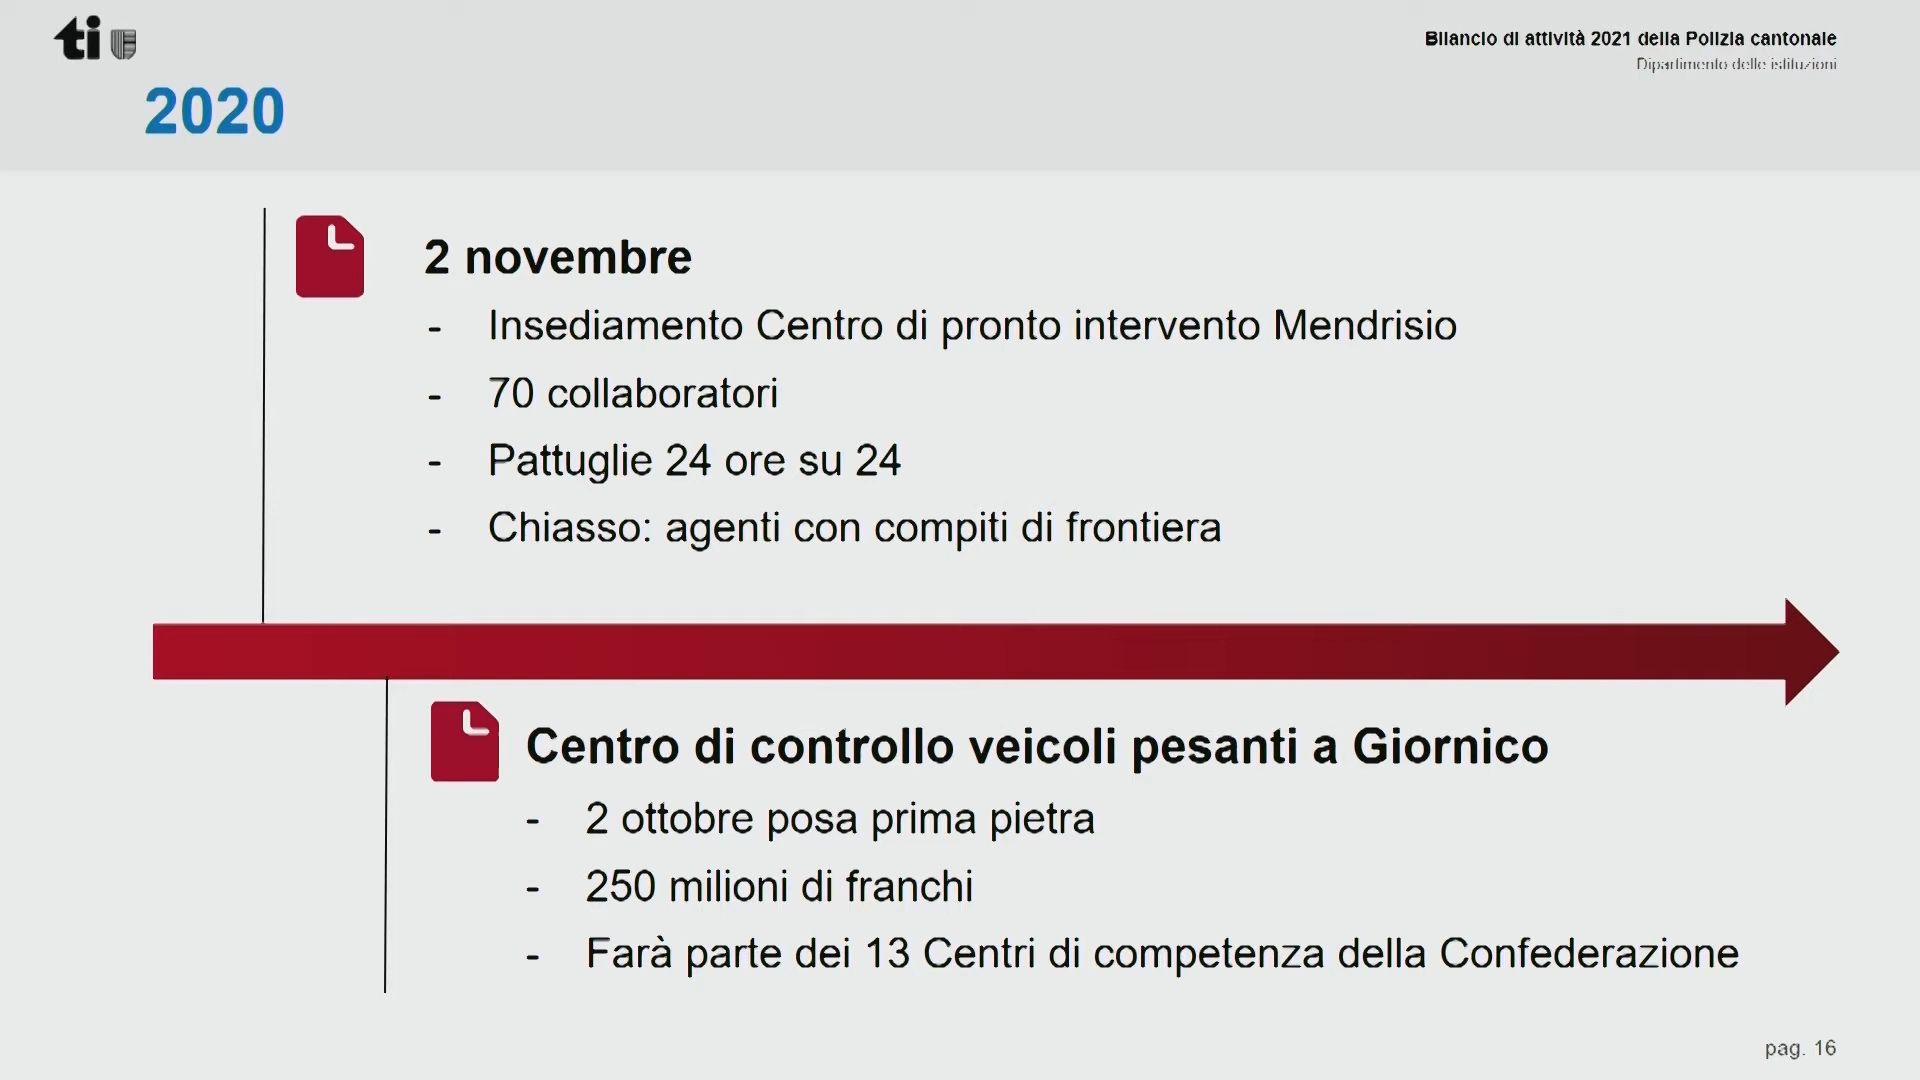 ti
Bilancio di attività 2021 della Polizia cantonale
Dipartimento delle istituzioni
2020
2 novembre
- Insediamento Centro di pronto intervento Mendrisio
- 70 collaboratori
- Pattuglie 24 ore su 24
- Chiasso: agenti con compiti di frontiera
Centro di controllo veicoli pesanti a Giornico
- 2 ottobre posa prima pietra
- 250 milioni di franchi
- Farà parte dei 13 Centri di competenza della Confederazione
pag. 16